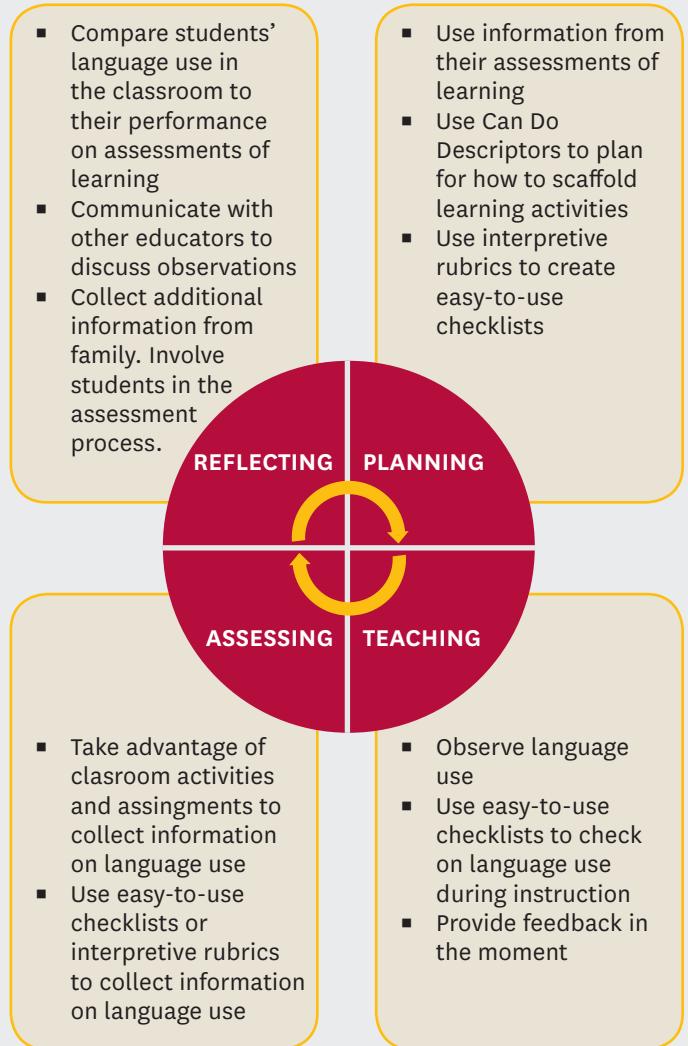 ▪ Compare students’
language use in
the classroom to
their performance
on assessments of
learning
▪ Communicate with
other educators to
discuss observations
▪ Collect additional
information from
family. Involve
students in the
assessment
process.
▪ Use information from
their assessments of
learning
▪ Use Can Do
Descriptors to plan
for how to scaffold
learning activities
▪ Use interpretive
rubrics to create
easy-to-use
checklists
REFLECTING
PLANNING
ASSESSING
TEACHING
▪ Take advantage of
clasroom activities
and assingments to
collect information
on language use
▪ Use easy-to-use
checklists or
interpretive rubrics
to collect information
on language use
▪ Observe language
use
▪ Use easy-to-use
checklists to check
on language use
during instruction
▪ Provide feedback in
the moment